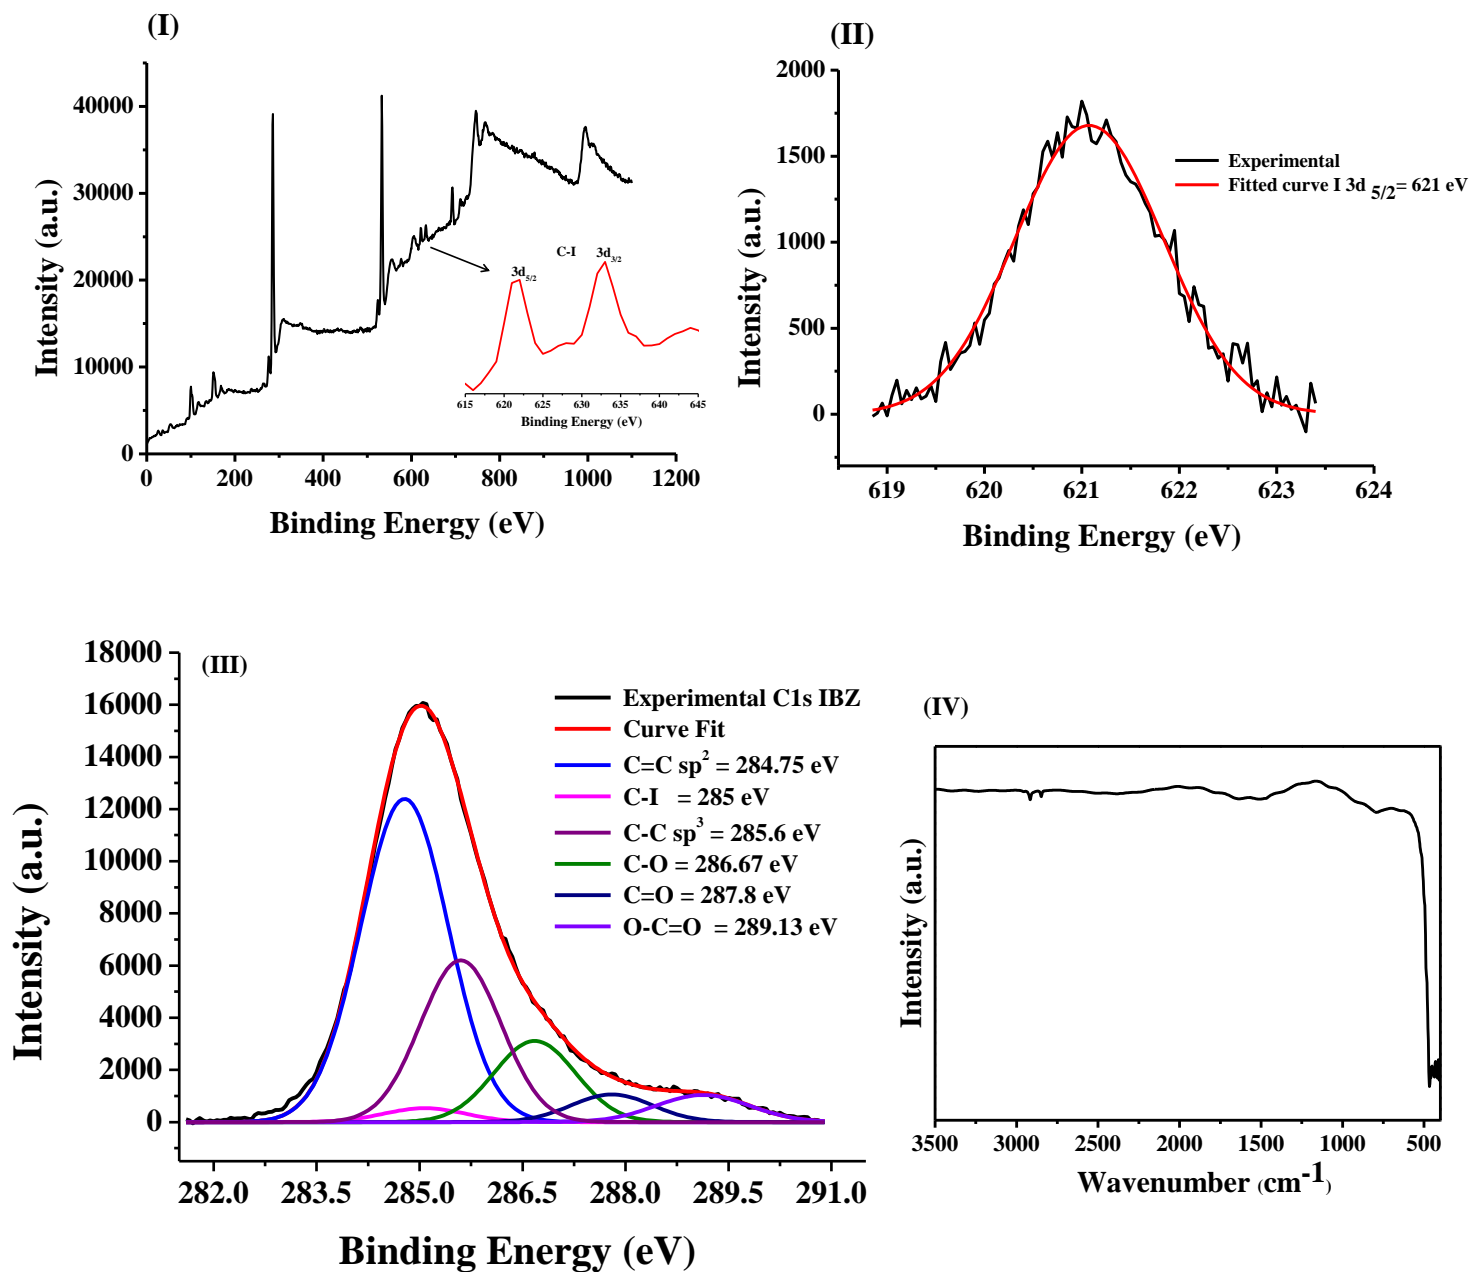 (I)
Intensity (a.u.)
40000
30000
20000
10000
0
0 200 400 600 800 1000 1200
Binding Energy (eV)
C-I
3d5/2
3d3/2
615 620 625 630 635 640 645
Binding Energy (eV)
(II)
Intensity (a.u.)
2000
1500
1000
500
0
619 620 621 622 623 624
Binding Energy (eV)
Experimental
Fitted curve I 3d 5/2= 621 eV
(III)
Intensity (a.u.)
18000
16000
14000
12000
10000
8000
6000
4000
2000
0
282.0 283.5 285.0 286.5 288.0 289.5 291.0
Binding Energy (eV)
Experimental C1s IBZ
Curve Fit
C=C sp² = 284.75 eV
C-I = 285 eV
C-C sp³ = 285.6 eV
C-O = 286.67 eV
C=O = 287.8 eV
O-C=O = 289.13 eV
(IV)
Intensity (a.u.)
3500 3000 2500 2000 1500 1000 500
Wavenumber (cm-1)